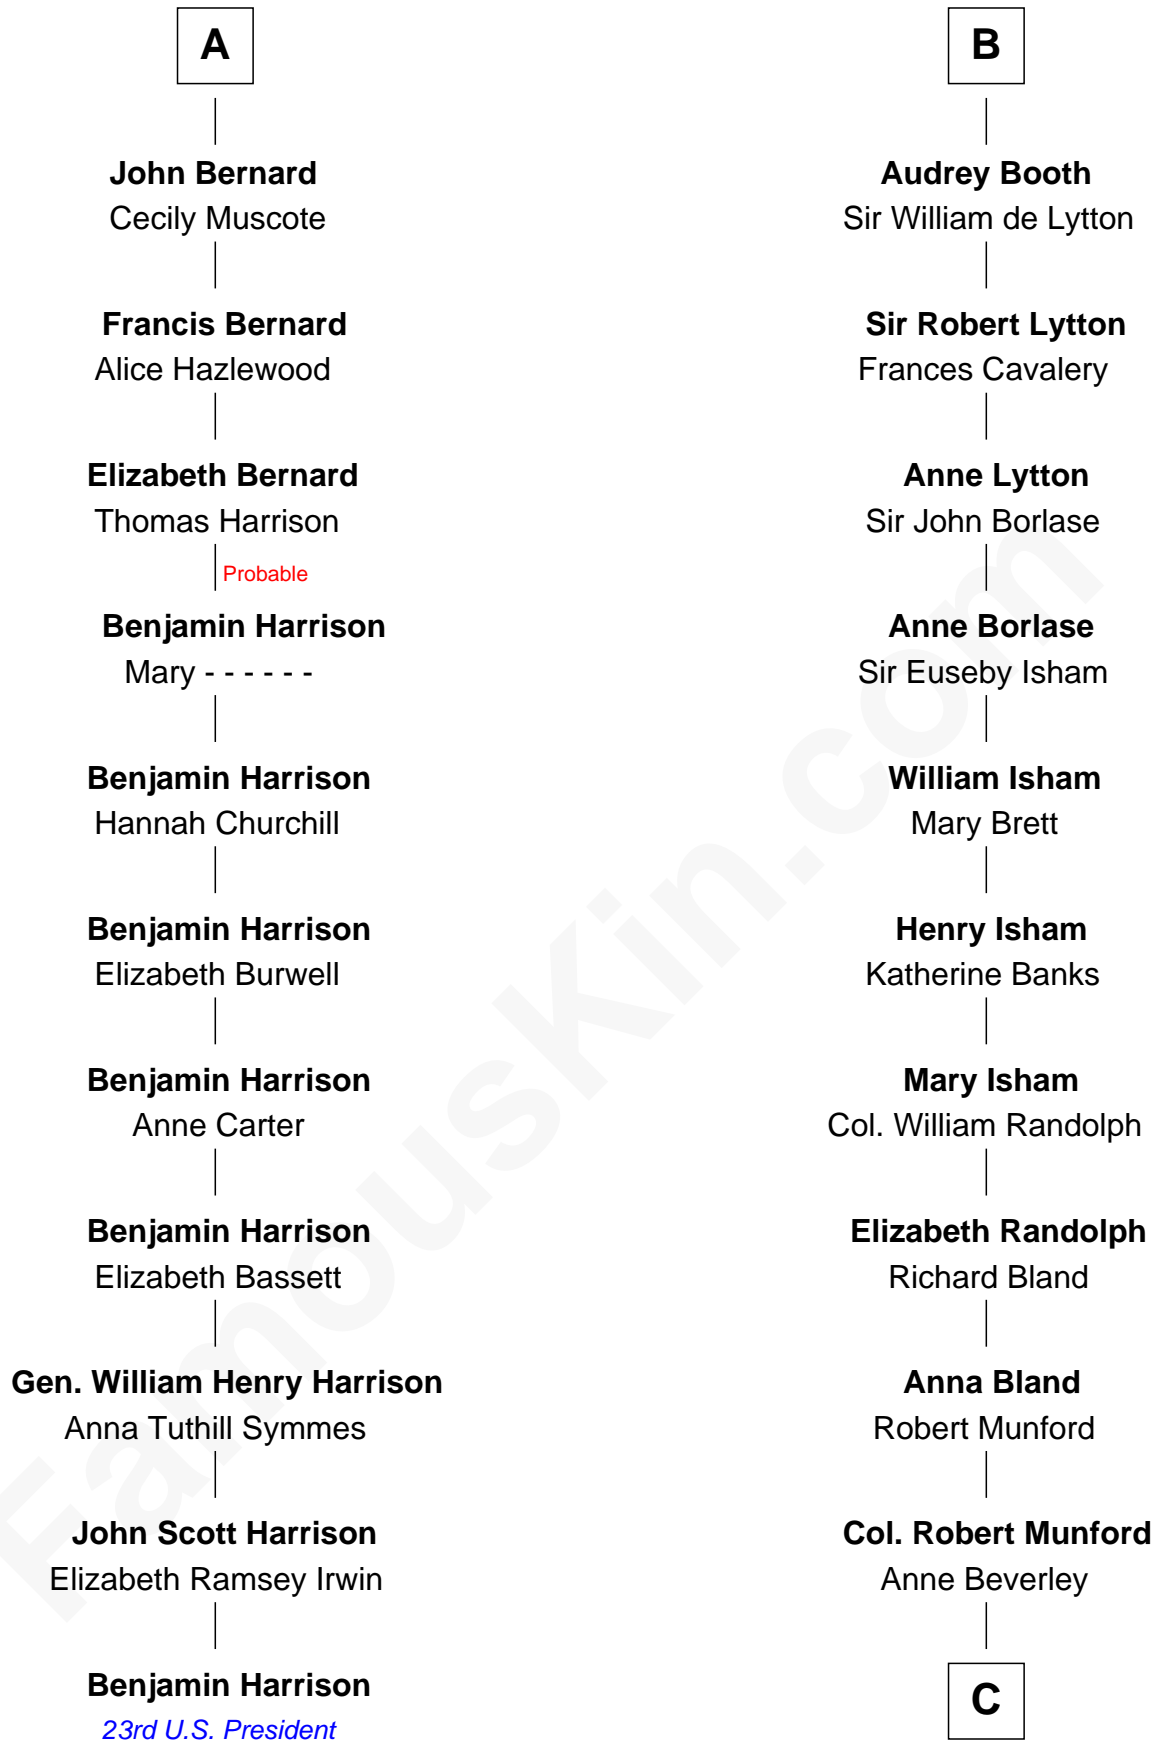 A
John Bernard
Cecily Muscote
Francis Bernard
Alice Hazlewood
Elizabeth Bernard
Thomas Harrison
Probable
Benjamin Harrison
Mary - - - - - -
Benjamin Harrison
Hannah Churchill
Benjamin Harrison
Elizabeth Burwell
Benjamin Harrison
Anne Carter
Benjamin Harrison
Elizabeth Bassett
Gen. William Henry Harrison
Anna Tuthill Symmes
John Scott Harrison
Elizabeth Ramsey Irwin
Benjamin Harrison
23rd U.S. President
B
Audrey Booth
Sir William de Lytton
Sir Robert Lytton
Frances Cavalery
Anne Lytton
Sir John Borlase
Anne Borlase
Sir Euseby Isham
William Isham
Mary Brett
Henry Isham
Katherine Banks
Mary Isham
Col. William Randolph
Elizabeth Randolph
Richard Bland
Anna Bland
Robert Munford
Col. Robert Munford
Anne Beverley
C
FamousKin.com